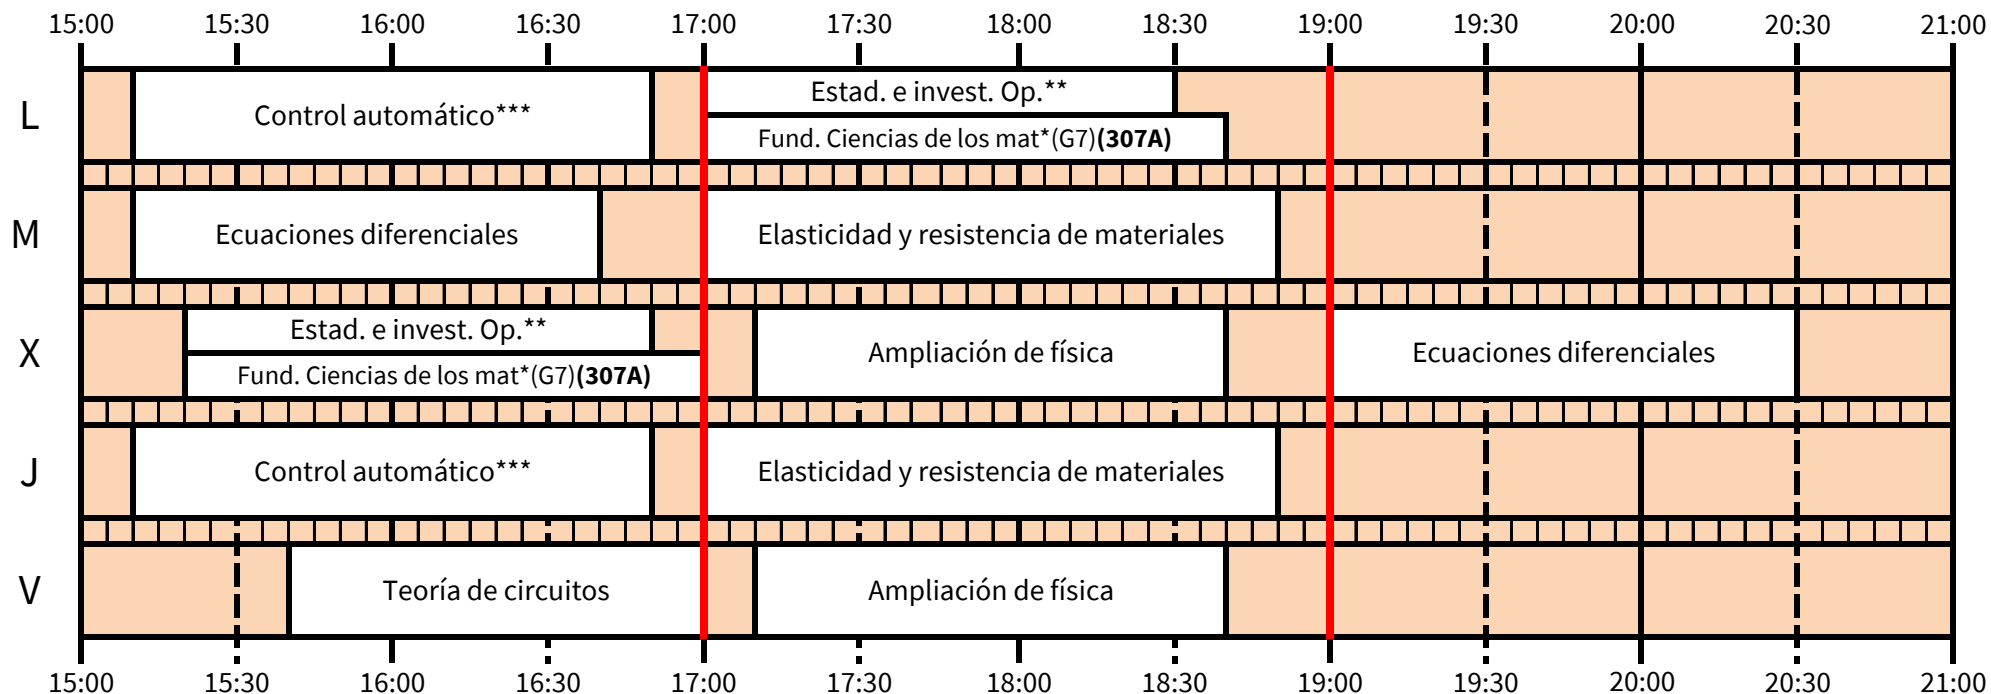 15:00 15:30 16:00 16:30 17:00 17:30 18:00 18:30 19:00 19:30 20:00 20:30 21:00
L
Control automático***
Estad. e invest. Op.**
Fund. Ciencias de los mat*(G7)(307A)
M
Ecuaciones diferenciales
Elasticidad y resistencia de materiales
X
Estad. e invest. Op.**
Fund. Ciencias de los mat*(G7)(307A)
Ampliación de física
Ecuaciones diferenciales
J
Control automático***
Elasticidad y resistencia de materiales
V
Teoría de circuitos
Ampliación de física
15:00 15:30 16:00 16:30 17:00 17:30 18:00 18:30 19:00 19:30 20:00 20:30 21:00